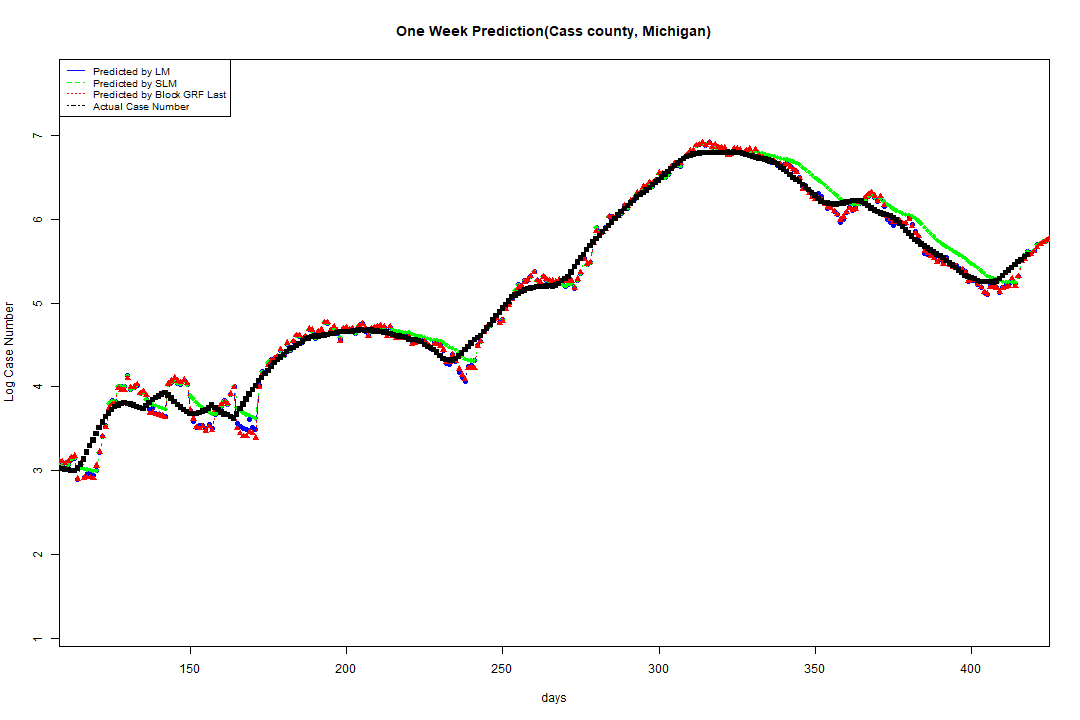 One Week Prediction(Cass county, Michigan)
Predicted by LM
Predicted by SLM
Predicted by Block GRF Last
Actual Case Number
7
6
5
4
3
2
1
Log Case Number
150 200 250 300 350 400
days